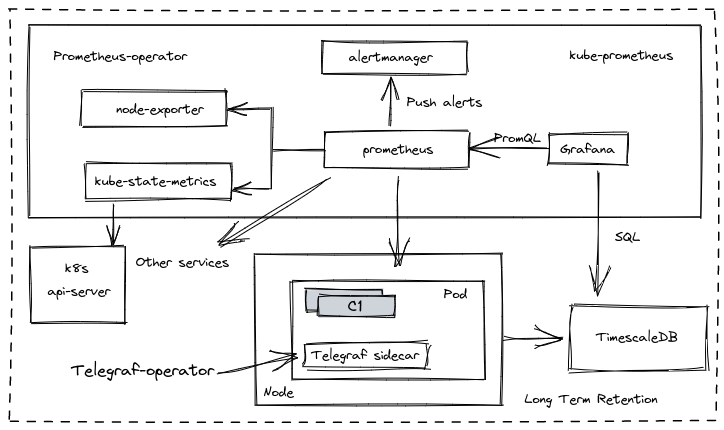 Prometheus-operator
alertmanager
kube-prometheus
node-exporter
Push alerts
prometheus
PromQL
Grafana
kube-state-metrics
SQL
Other services
k8s
api-server
C1
Pod
TimescaleDB
Telegraf sidecar
Telegraf-operator
Node
Long Term Retention